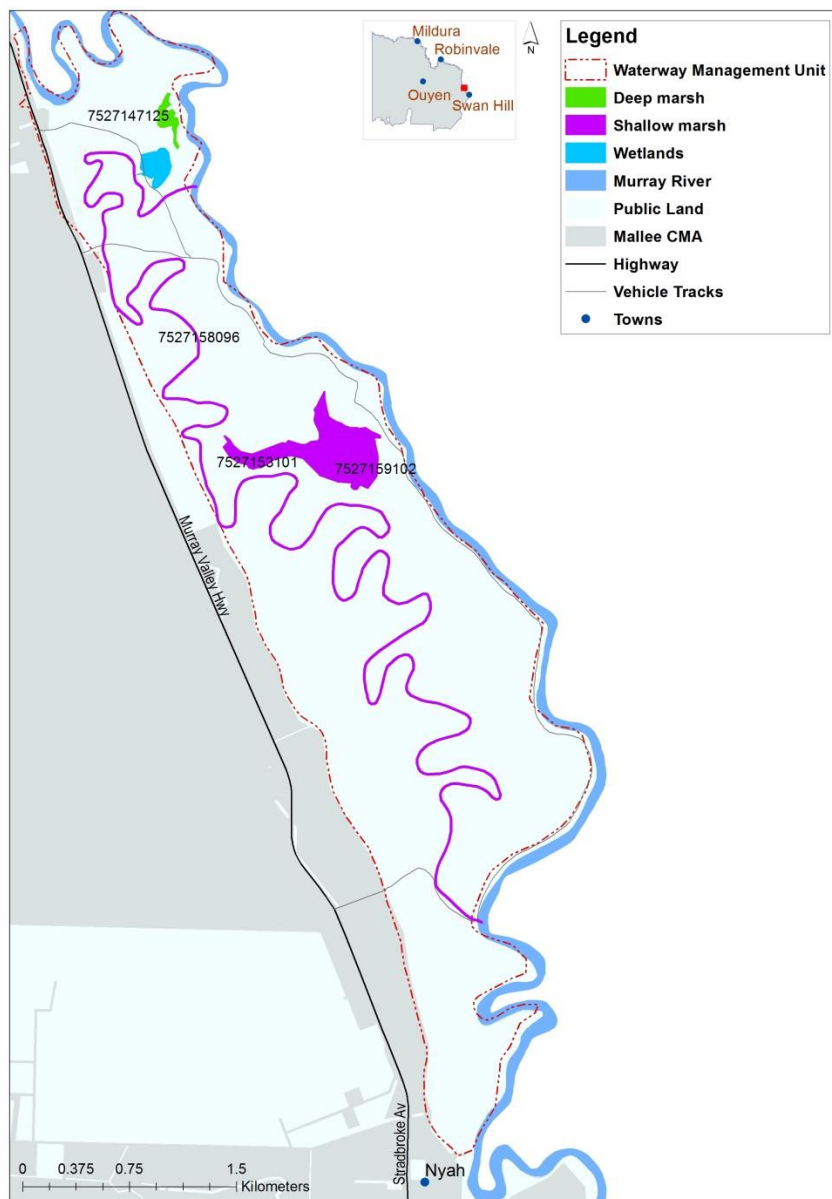 Mildura
Robinvale
Ouyen
Swan Hill
N
Legend
Waterway Management Unit
Deep marsh
Shallow marsh
Wetlands
Murray River
Public Land
Mallee CMA
Highway
Vehicle Tracks
Towns
7527147125
7527158096
7527153101
7527159102
Murray Valley Hwy
Stradbroke Av
Nyah
0 0.375 0.75 1.5
Kilometers